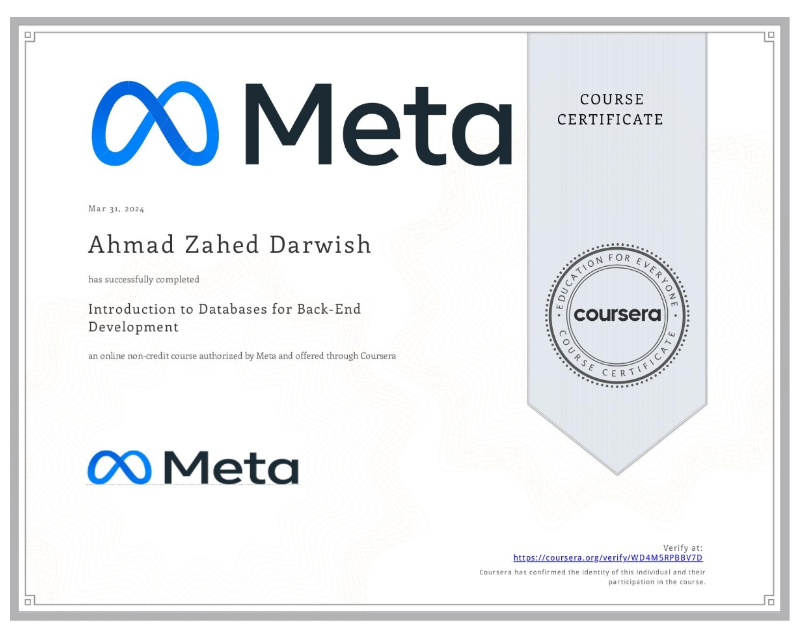 Meta
COURSE
CERTIFICATE
Mar 31, 2024
Ahmad Zahed Darwish
has successfully completed
Introduction to Databases for Back-End
Development
an online non-credit course authorized by Meta and offered through Coursera
EDUCATION FOR EVERYONE
coursera
COURSE CERTIFICATE
Meta
Verify at:
https://coursera.org/verify/WD4M5RPBBV7D
Coursera has confirmed the identity of this individual and their
participation in the course.